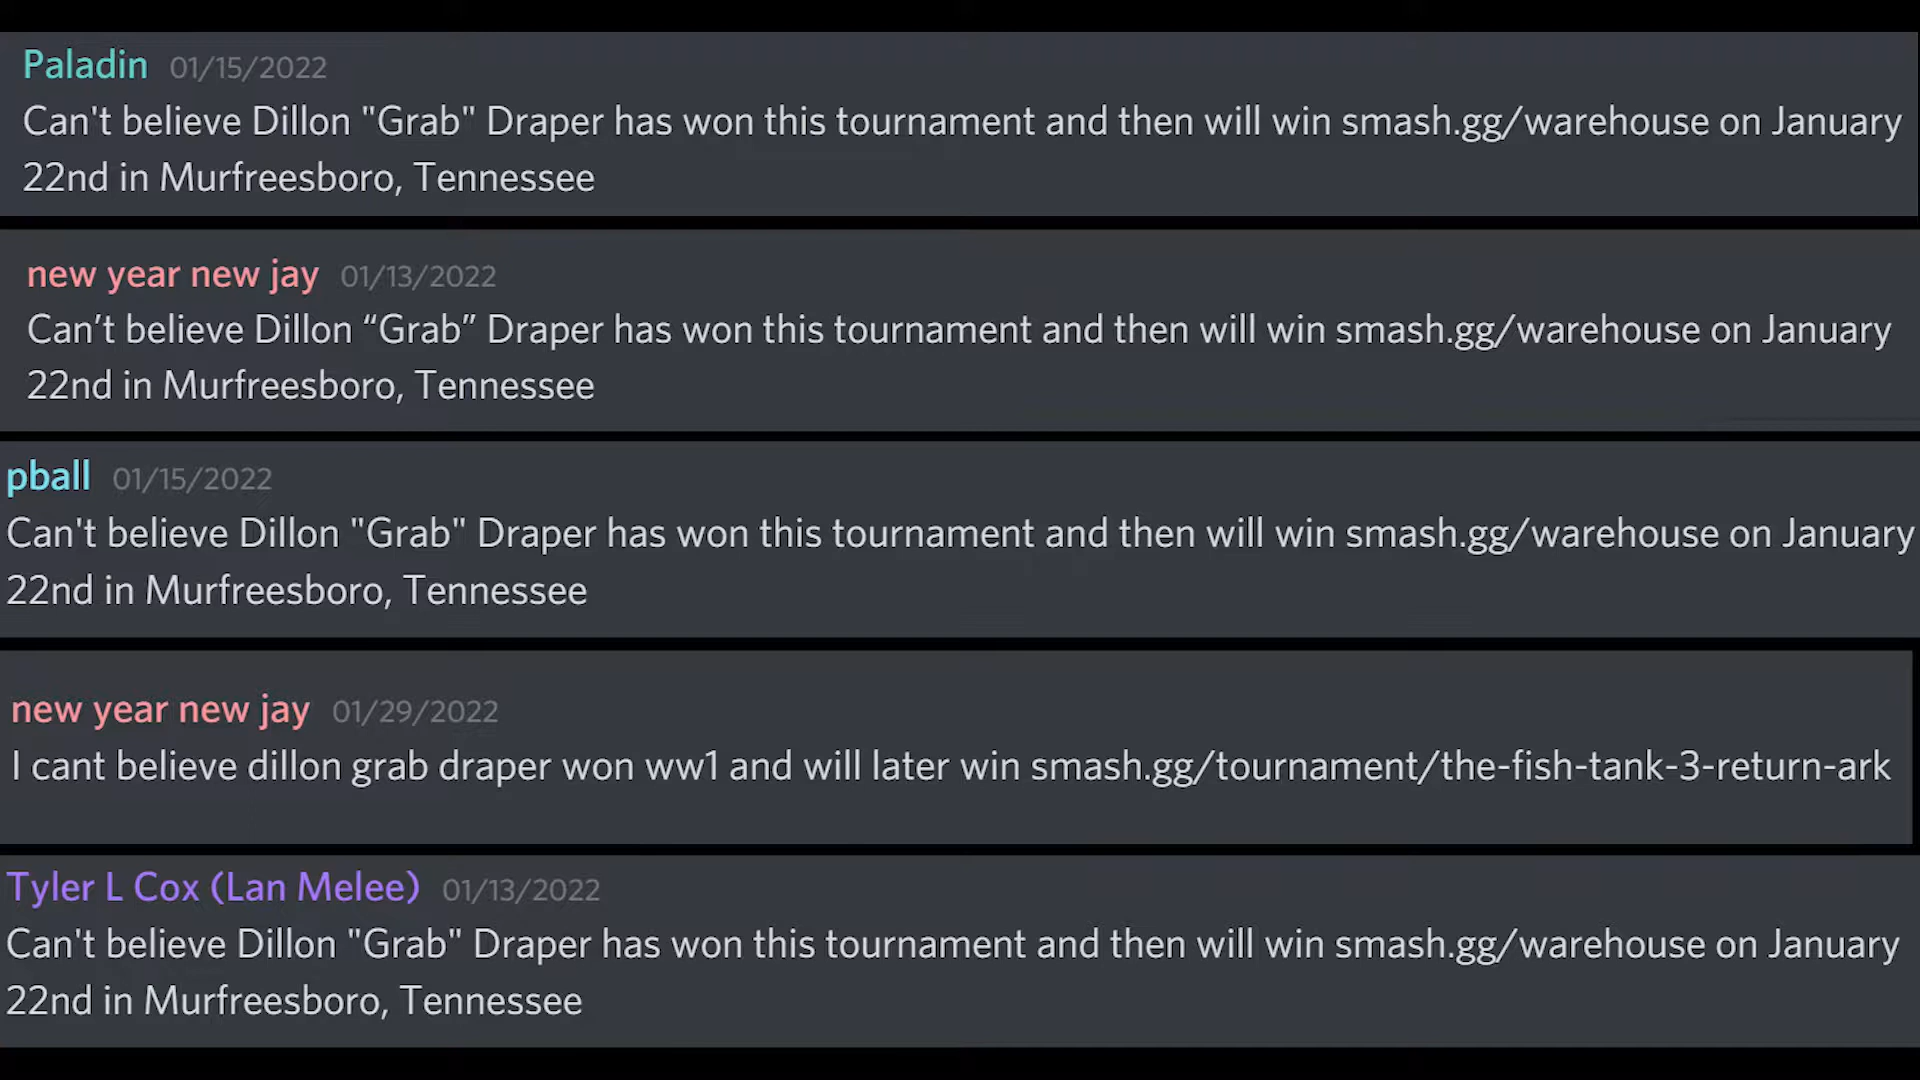 Paladin 01/15/2022
Can't believe Dillon "Grab" Draper has won this tournament and then will win smash.gg/warehouse on January
22nd in Murfreesboro, Tennessee
new year new jay 01/13/2022
Can’t believe Dillon “Grab” Draper has won this tournament and then will win smash.gg/warehouse on January
22nd in Murfreesboro, Tennessee
pball 01/15/2022
Can't believe Dillon "Grab" Draper has won this tournament and then will win smash.gg/warehouse on January
22nd in Murfreesboro, Tennessee
new year new jay 01/29/2022
I cant believe dillon grab draper won ww1 and will later win smash.gg/tournament/the-fish-tank-3-return-ark
Tyler L Cox (Lan Melee) 01/13/2022
Can't believe Dillon "Grab" Draper has won this tournament and then will win smash.gg/warehouse on January
22nd in Murfreesboro, Tennessee